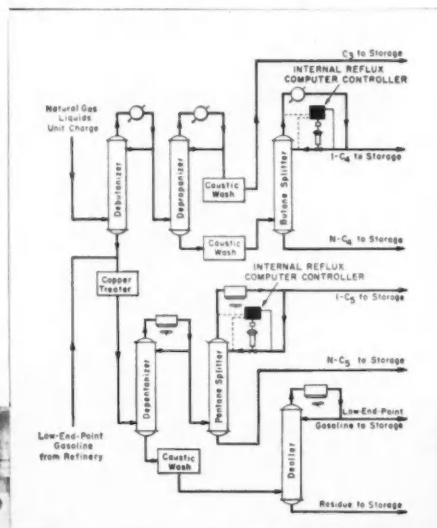 C3 to Storage
INTERNAL REFLUX
COMPUTER CONTROLLER
Natural Gas
Liquids
Unit Charge
Debutanizer
Depropanizer
Caustic
Wash
Butane Splitter
I-C4 to Storage
Caustic
Wash
N-C4 to Storage
Copper
Treater
INTERNAL REFLUX
COMPUTER CONTROLLER
I-C5 to Storage
Depentanizer
Pentane Splitter
N-C5 to Storage
Low-End-Point
Gasoline
from Refinery
Caustic
Wash
Deoiler
Low-End-Point
Gasoline to Storage
Residue to Storage